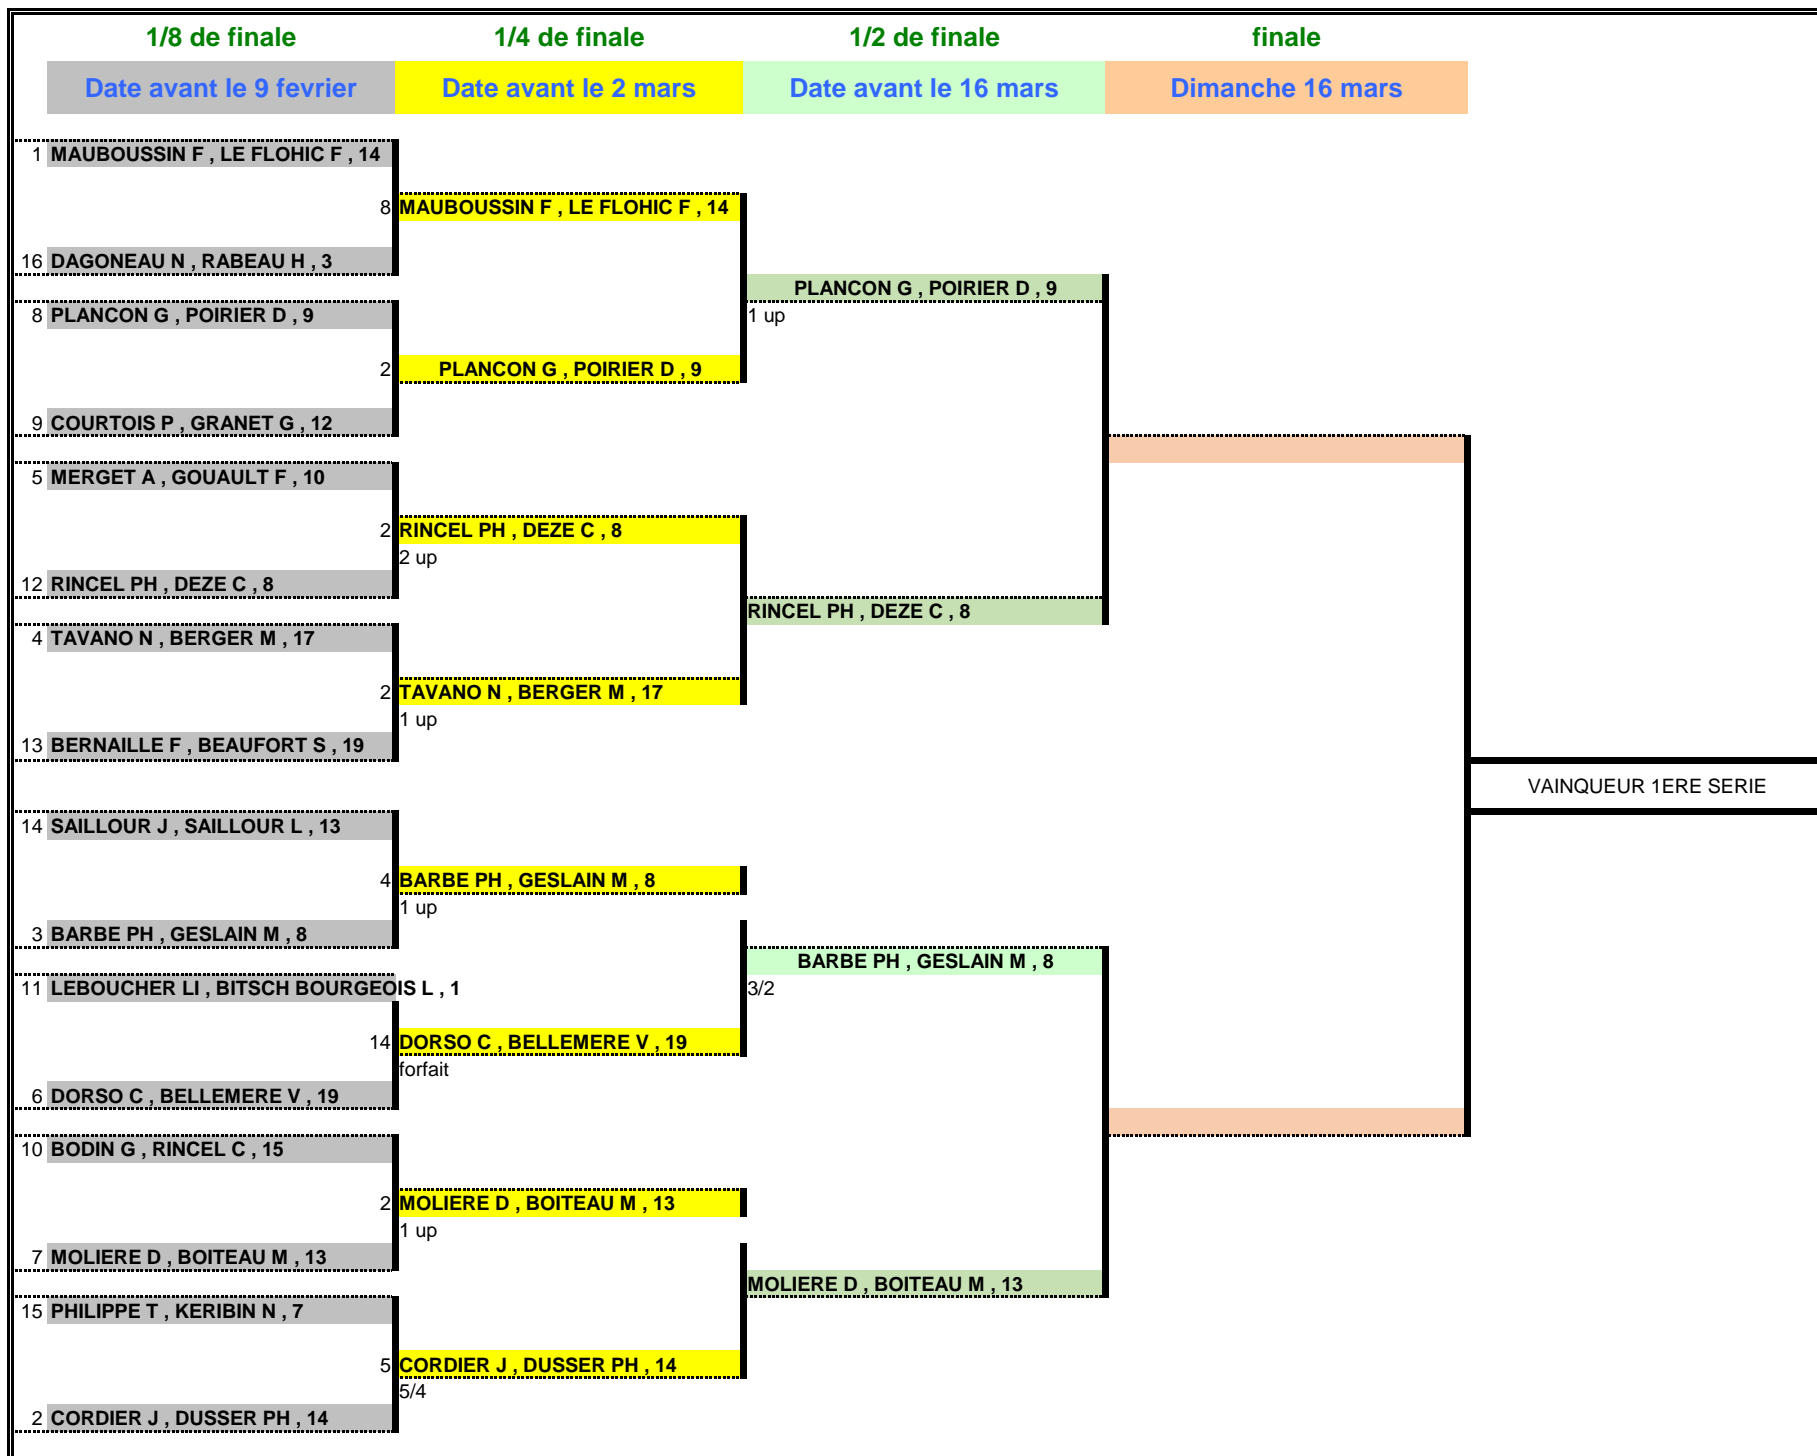 1/8 de finale 1/4 de finale 1/2 de finale finale
Date avant le 9 fevrier Date avant le 2 mars Date avant le 16 mars Dimanche 16 mars
1 MAUBOUSSIN F , LE FLOHIC F , 14
8 MAUBOUSSIN F , LE FLOHIC F , 14
16 DAGONEAU N , RABEAU H , 3
PLANCON G , POIRIER D , 9
8 PLANCON G , POIRIER D , 9 1 up
2 PLANCON G , POIRIER D , 9
9 COURTOIS P , GRANET G , 12
5 MERGET A , GOUAULT F , 10
2 RINCEL PH , DEZE C , 8
2 up
12 RINCEL PH , DEZE C , 8
RINCEL PH , DEZE C , 8
4 TAVANO N , BERGER M , 17
2 TAVANO N , BERGER M , 17
1 up
13 BERNAILLE F , BEAUFORT S , 19
VAINQUEUR 1ERE SERIE
14 SAILLOUR J , SAILLOUR L , 13
4 BARBE PH , GESLAIN M , 8
1 up
3 BARBE PH , GESLAIN M , 8
BARBE PH , GESLAIN M , 8
11 LEBOUCHER LI , BITSCH BOURGEOIS L , 1 3/2
14 DORSO C , BELLEMERE V , 19
forfait
6 DORSO C , BELLEMERE V , 19
10 BODIN G , RINCEL C , 15
2 MOLIERE D , BOITEAU M , 13
1 up
7 MOLIERE D , BOITEAU M , 13
MOLIERE D , BOITEAU M , 13
15 PHILIPPE T , KERIBIN N , 7
5 CORDIER J , DUSSER PH , 14
5/4
2 CORDIER J , DUSSER PH , 14